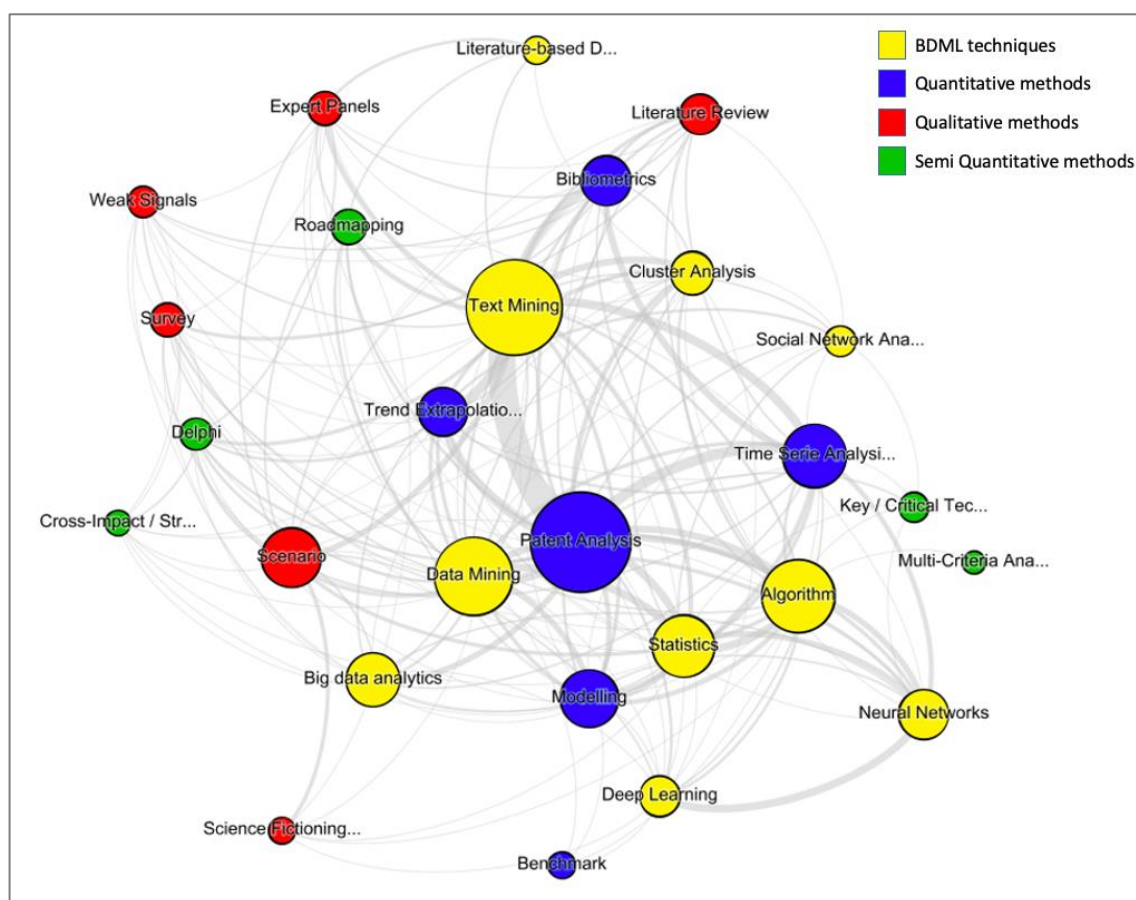 Literature-based D...
BDML techniques
Quantitative methods
Qualitative methods
Semi Quantitative methods
Expert Panels
Literature Review
Bibliometrics
Weak Signals
Roadmapping
Cluster Analysis
Text Mining
Survey
Social Network Ana...
Trend Extrapolatio...
Delphi
Time Serie Analysi...
Key / Critical Tec...
Cross-Impact / Str...
Patent Analysis
Scenario
Multi-Criteria Ana...
Data Mining
Algorithm
Statistics
Big data analytics
Modelling
Neural Networks
Deep Learning
Science Fictioning...
Benchmark